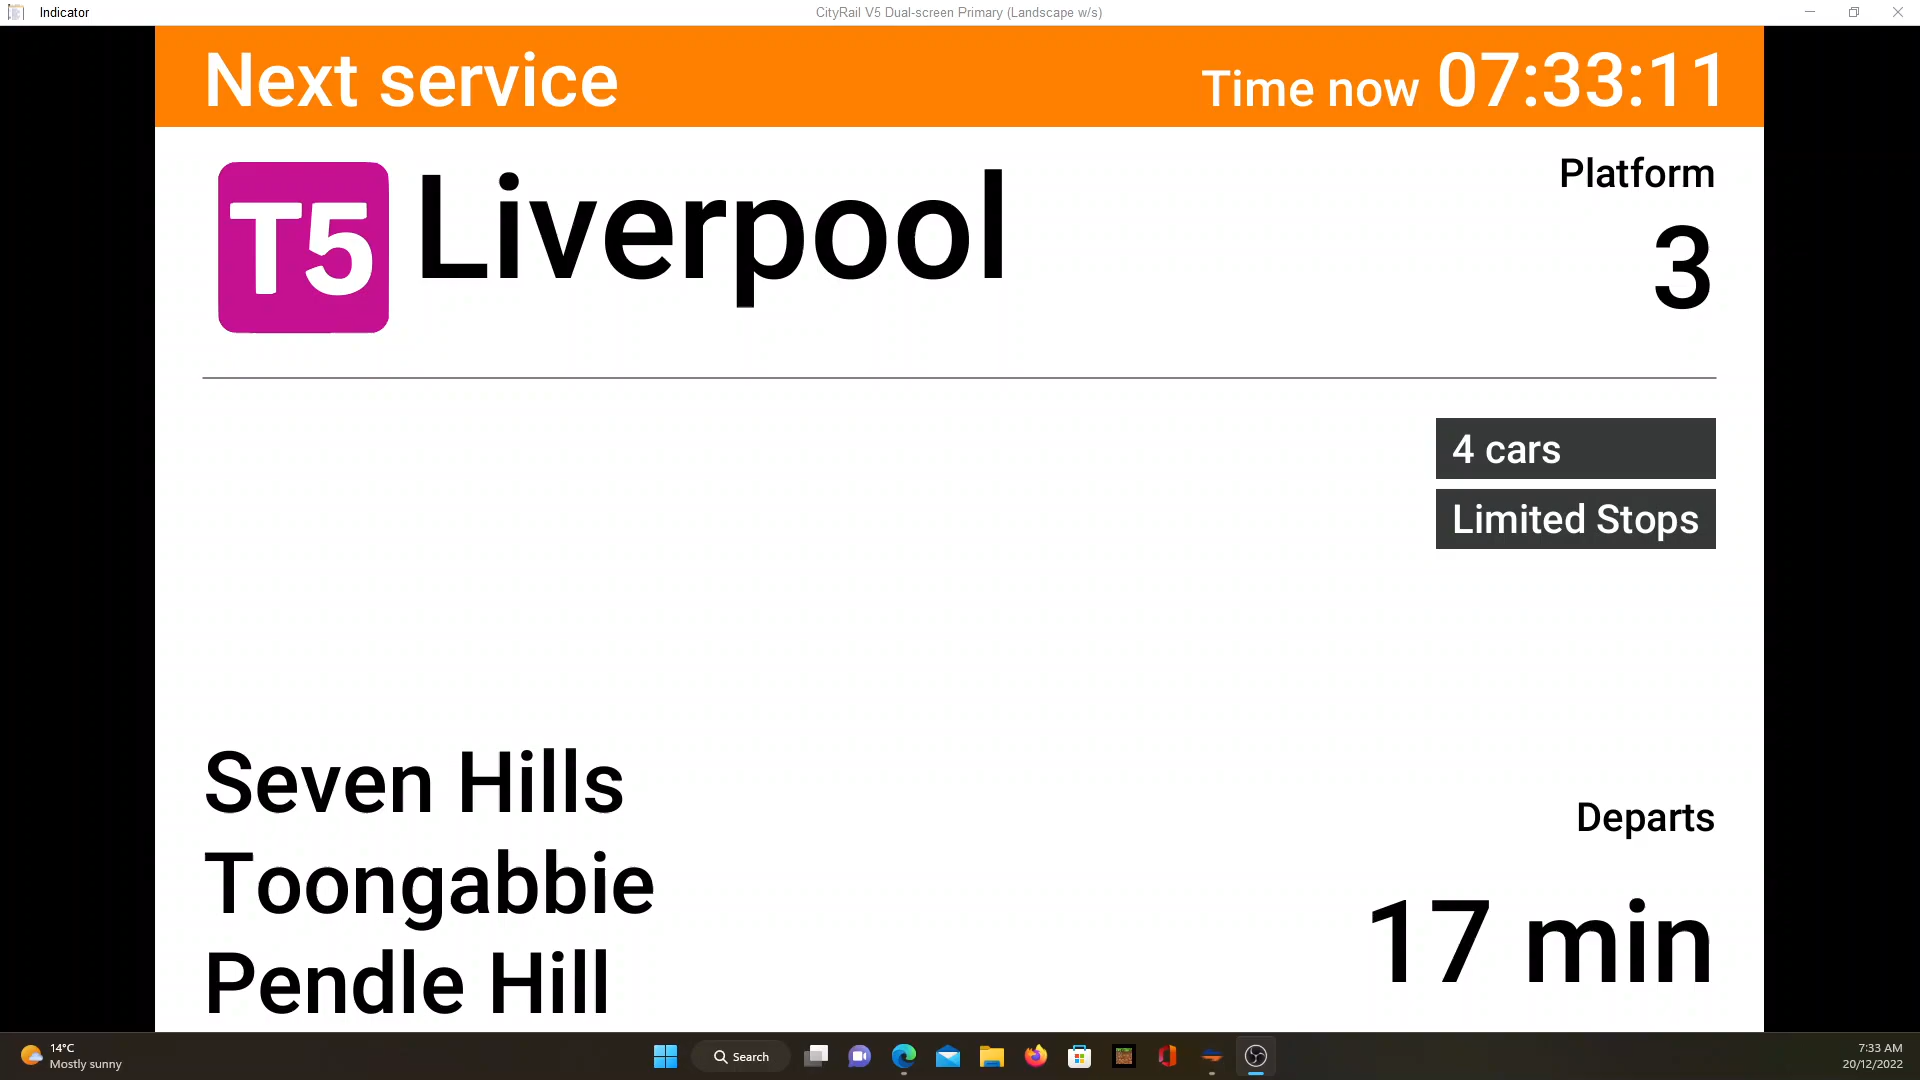 Indicator
CityRail V5 Dual-screen Primary (Landscape w/s)
Next service
Time now 07:33:11
T5 Liverpool
Platform
3
4 cars
Limited Stops
Seven Hills
Toongabbie
Pendle Hill
Departs
17 min
14°C
Mostly sunny
Search
7:33 AM
20/12/2022